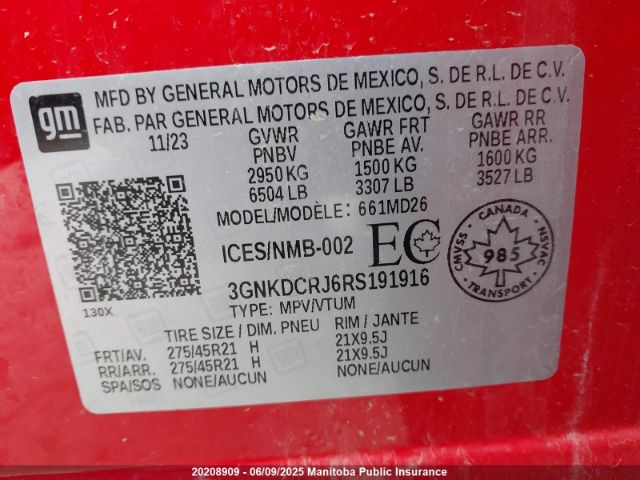 gm
MFD BY GENERAL MOTORS DE MEXICO, S. DE R.L. DE C.V.
FAB. PAR GENERAL MOTORS DE MEXICO, S. DE R.L. DE C.V.
11/23 GVWR GAWR FRT GAWR RR
PNBV PNBE AV. PNBE ARR.
2950 KG 1500 KG 1600 KG
6504 LB 3307 LB 3527 LB
MODEL/MODÈLE: 661MD26
ICES/NMB-002 EC
CANADA
CMVSS 985 NSVAC
TRANSPORT
3GNKDCRJ6RS191916
130X
TYPE: MPV/VTUM
TIRE SIZE / DIM. PNEU RIM / JANTE
FRT/AV. 275/45R21 H 21X9.5J
RR/ARR. 275/45R21 H 21X9.5J
SPA/SOS NONE/AUCUN NONE/AUCUN
20208909 - 06/09/2025 Manitoba Public Insurance